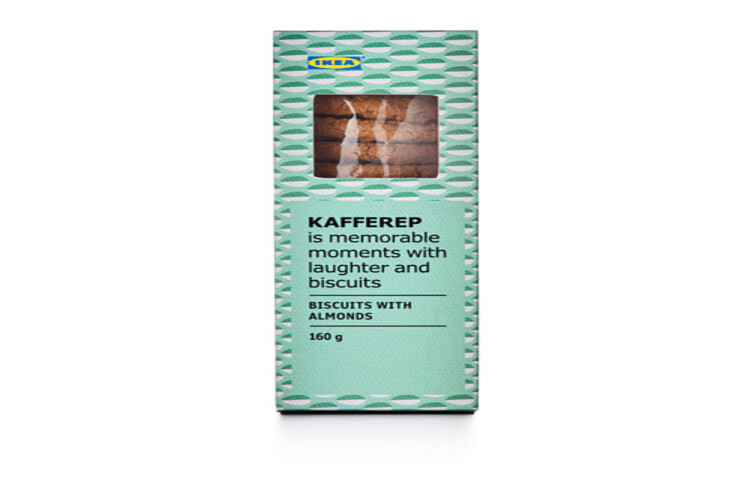 IKEA
KAFFEREP
is memorable
moments with
laughter and
biscuits
BISCUITS WITH
ALMONDS
160 g